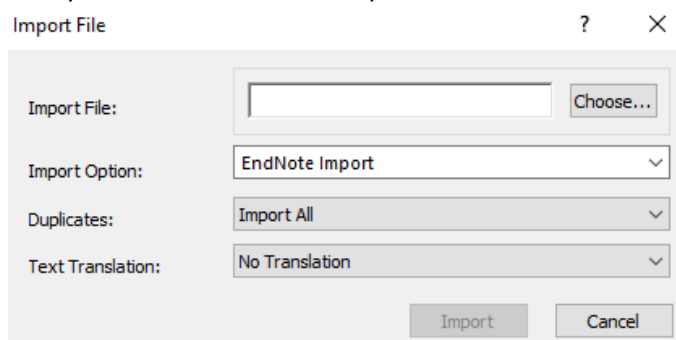 Import File ? ×
Import File: Choose...
Import Option: EndNote Import
Duplicates: Import All
Text Translation: No Translation
Import Cancel